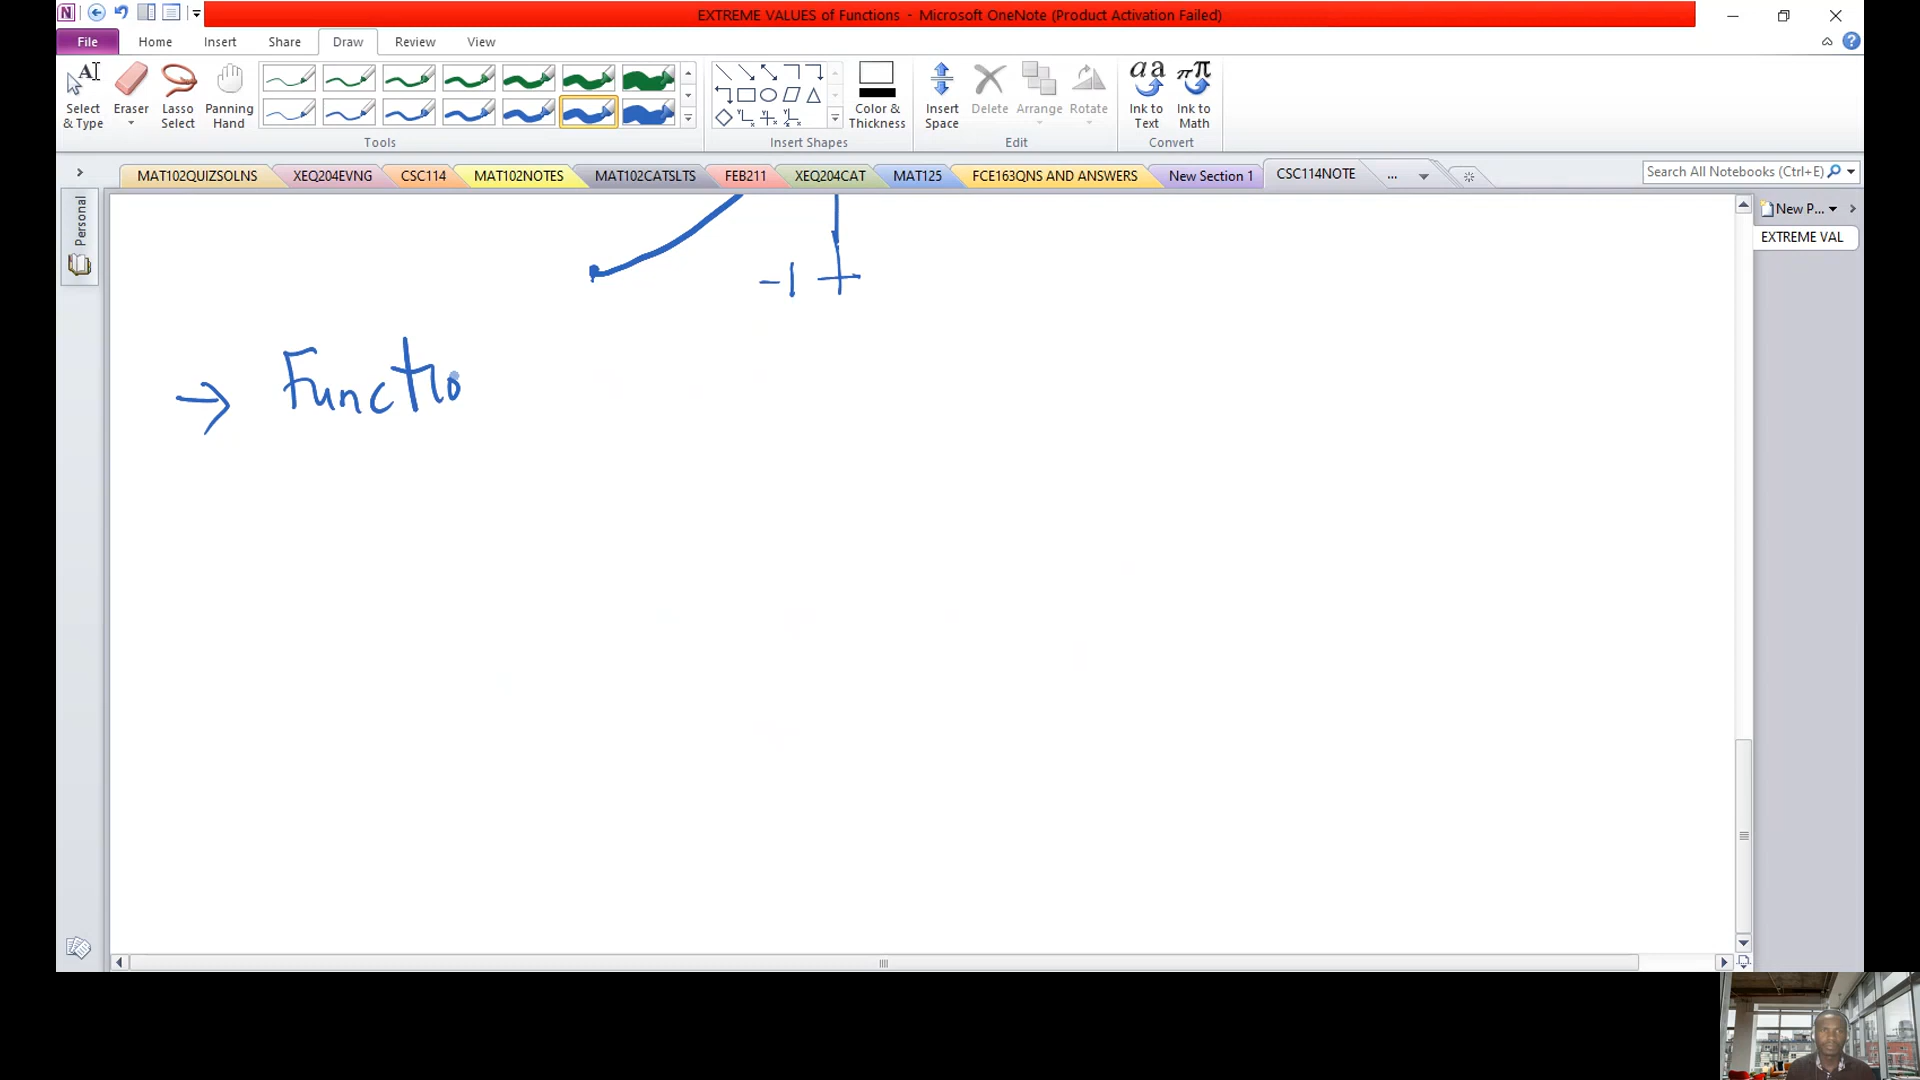 EXTREME VALUES of Functions - Microsoft OneNote (Product Activation Failed)
File Home Insert Share Draw Review View
Select & Type Eraser Lasso Select Panning Hand Color & Thickness Insert Space Delete Arrange Rotate Ink to Text Ink to Math
Tools Insert Shapes Edit Convert
MAT102QUIZSOLNS XEQ204EVNG CSC114 MAT102NOTES MAT102CATSLTS FEB211 XEQ204CAT MAT125 FCE163QNS AND ANSWERS New Section 1 CSC114NOTE ... Search All Notebooks (Ctrl+E)
Personal
New P...
EXTREME VAL
-1
→ Functio